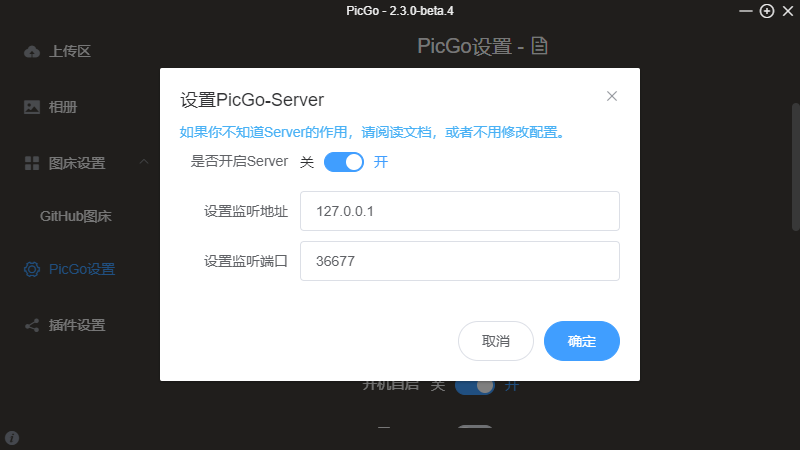 PicGo - 2.3.0-beta.4
上传区
相册
图床设置
GitHub图床
PicGo设置
插件设置
PicGo设置 -
设置PicGo-Server
如果你不知道Server的作用，请阅读文档，或者不用修改配置。
是否开启Server 关 开
设置监听地址 127.0.0.1
设置监听端口 36677
取消 确定
开机自启 关 开